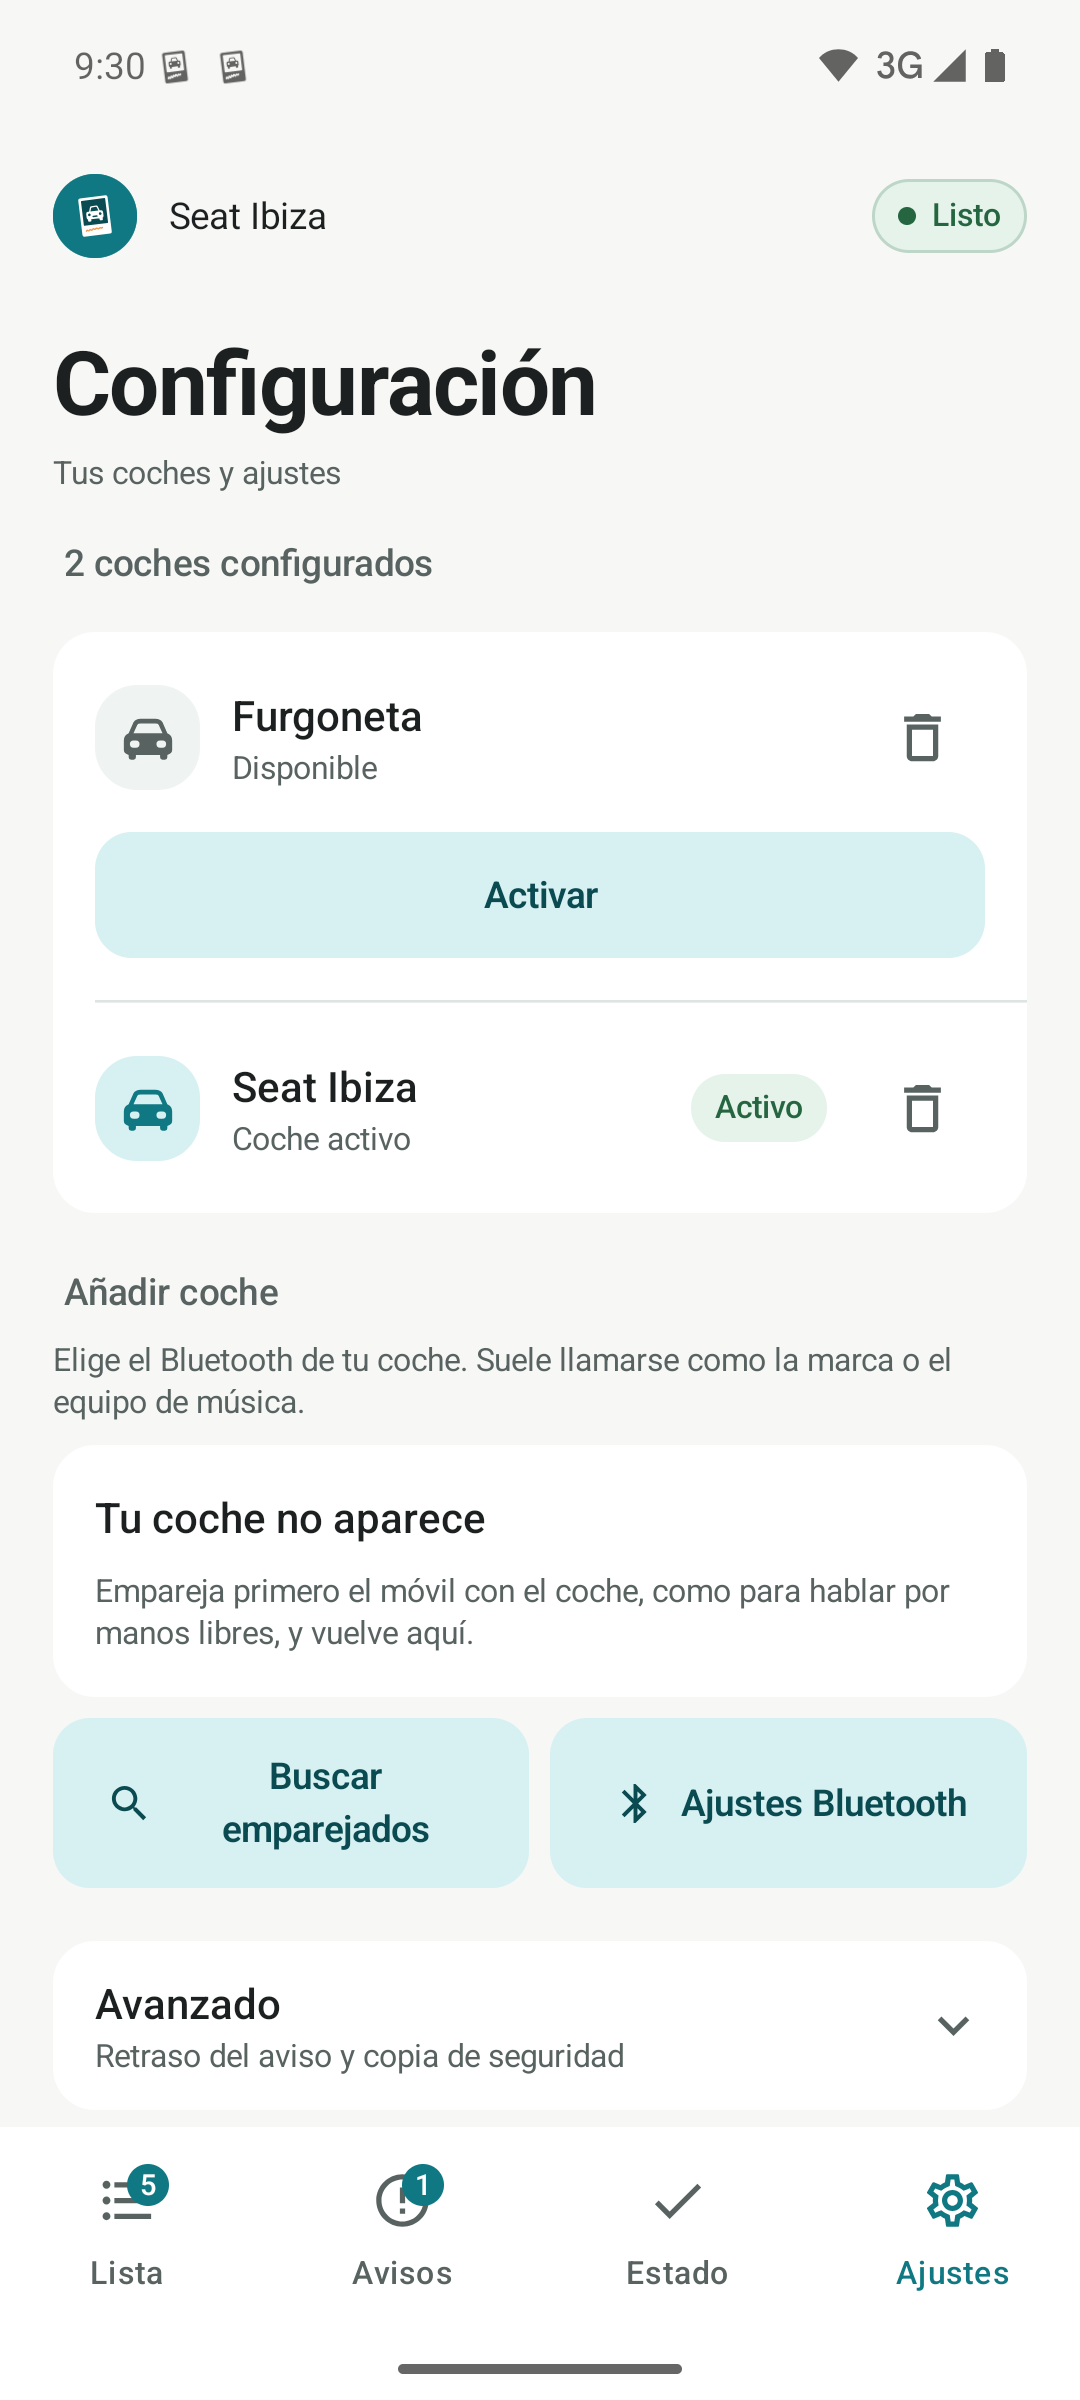 9:30
3G
Seat Ibiza
Listo
Configuración
Tus coches y ajustes
2 coches configurados
Furgoneta
Disponible
Activar
Seat Ibiza
Coche activo
Activo
Añadir coche
Elige el Bluetooth de tu coche. Suele llamarse como la marca o el
equipo de música.
Tu coche no aparece
Empareja primero el móvil con el coche, como para hablar por
manos libres, y vuelve aquí.
Buscar
emparejados
Ajustes Bluetooth
Avanzado
Retraso del aviso y copia de seguridad
5
1
Lista
Avisos
Estado
Ajustes